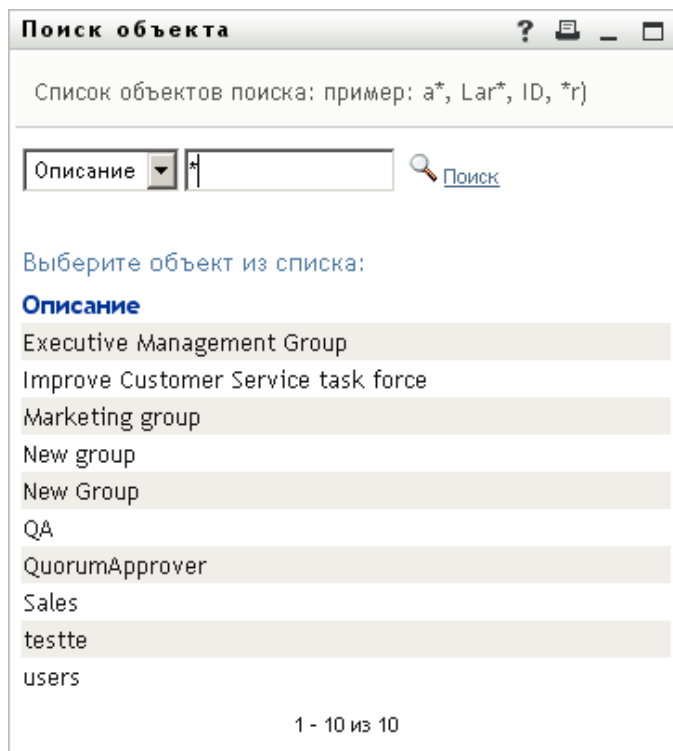 Поиск объекта ?
Список объектов поиска: пример: a*, Lar*, ID, *r)
Описание * Поиск
Выберите объект из списка:
Описание
Executive Management Group
Improve Customer Service task force
Marketing group
New group
New Group
QA
QuorumApprover
Sales
testte
users
1 - 10 из 10